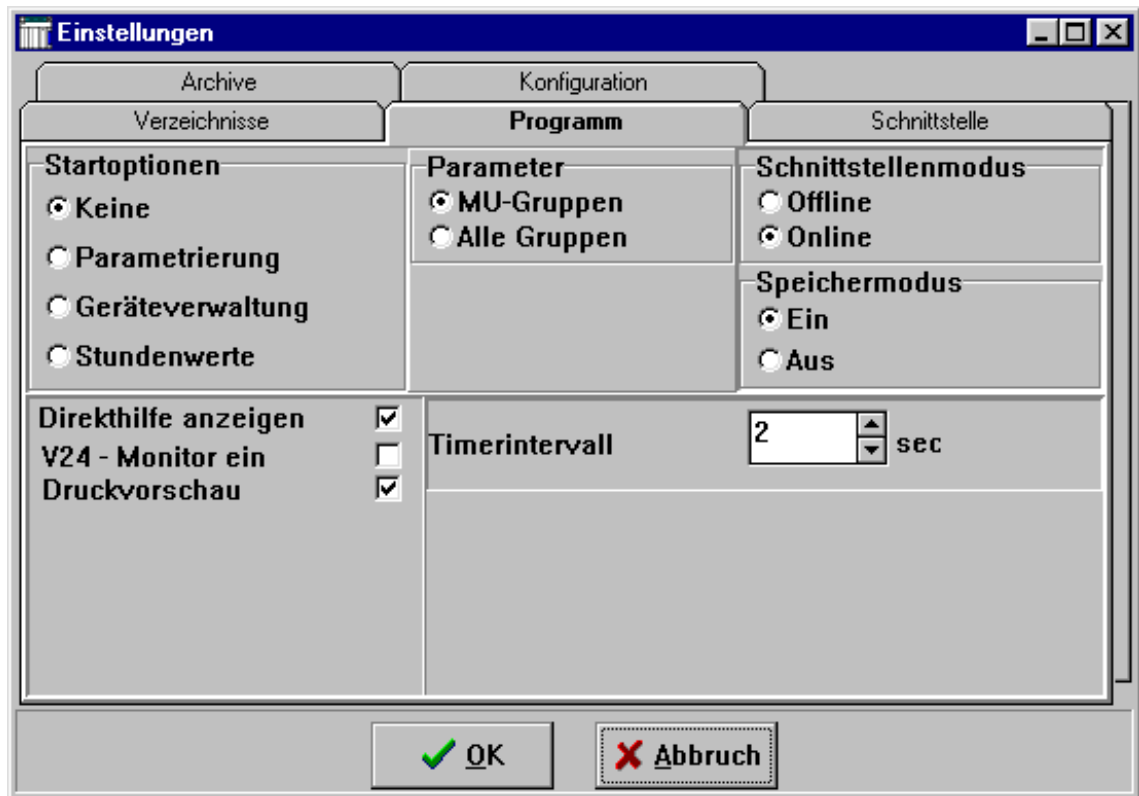 Einstellungen
Archive
Konfiguration
Verzeichnisse
Programm
Schnittstelle
Startoptionen
Keine
Parametrierung
Geräteverwaltung
Stundenwerte
Parameter
MU-Gruppen
Alle Gruppen
Schnittstellenmodus
Offline
Online
Speichermodus
Ein
Aus
Direkthilfe anzeigen
V24 - Monitor ein
Druckvorschau
Timerintervall
2
sec
OK
Abbruch